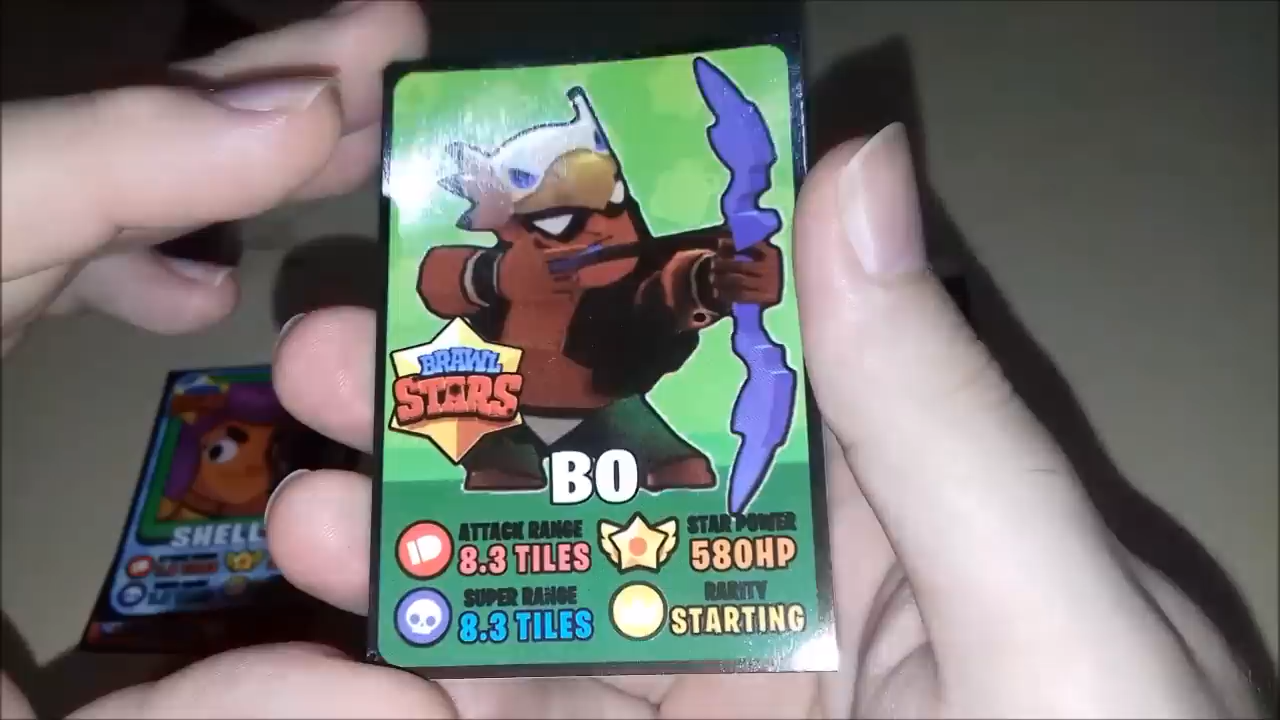 BRAWL
STARS
BO
ATTACK RANGE
8.3 TILES
STAR POWER
580HP
SUPER RANGE
8.3 TILES
RARITY
STARTING
SHELL